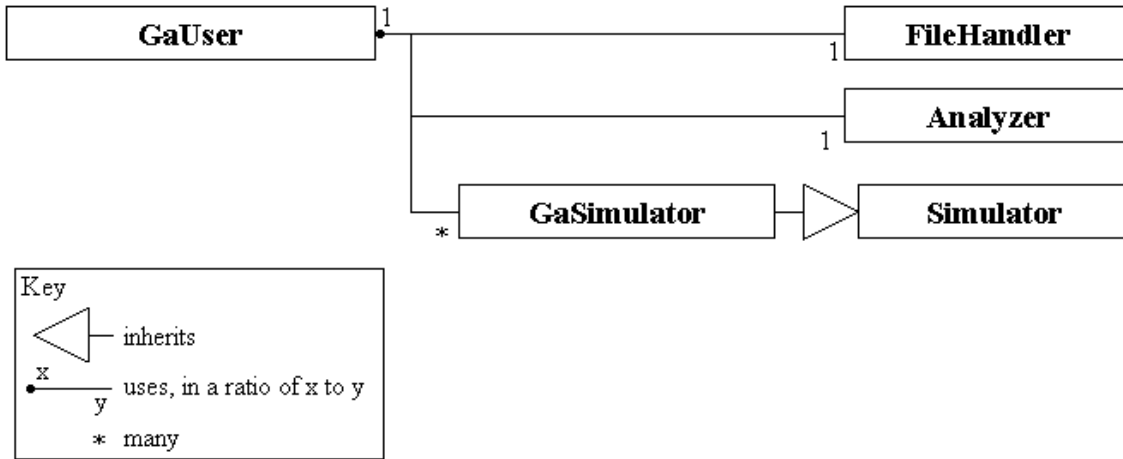 GaUser
1
1
FileHandler
1
Analyzer
*
GaSimulator
Simulator
Key
inherits
x
y
uses, in a ratio of x to y
* many